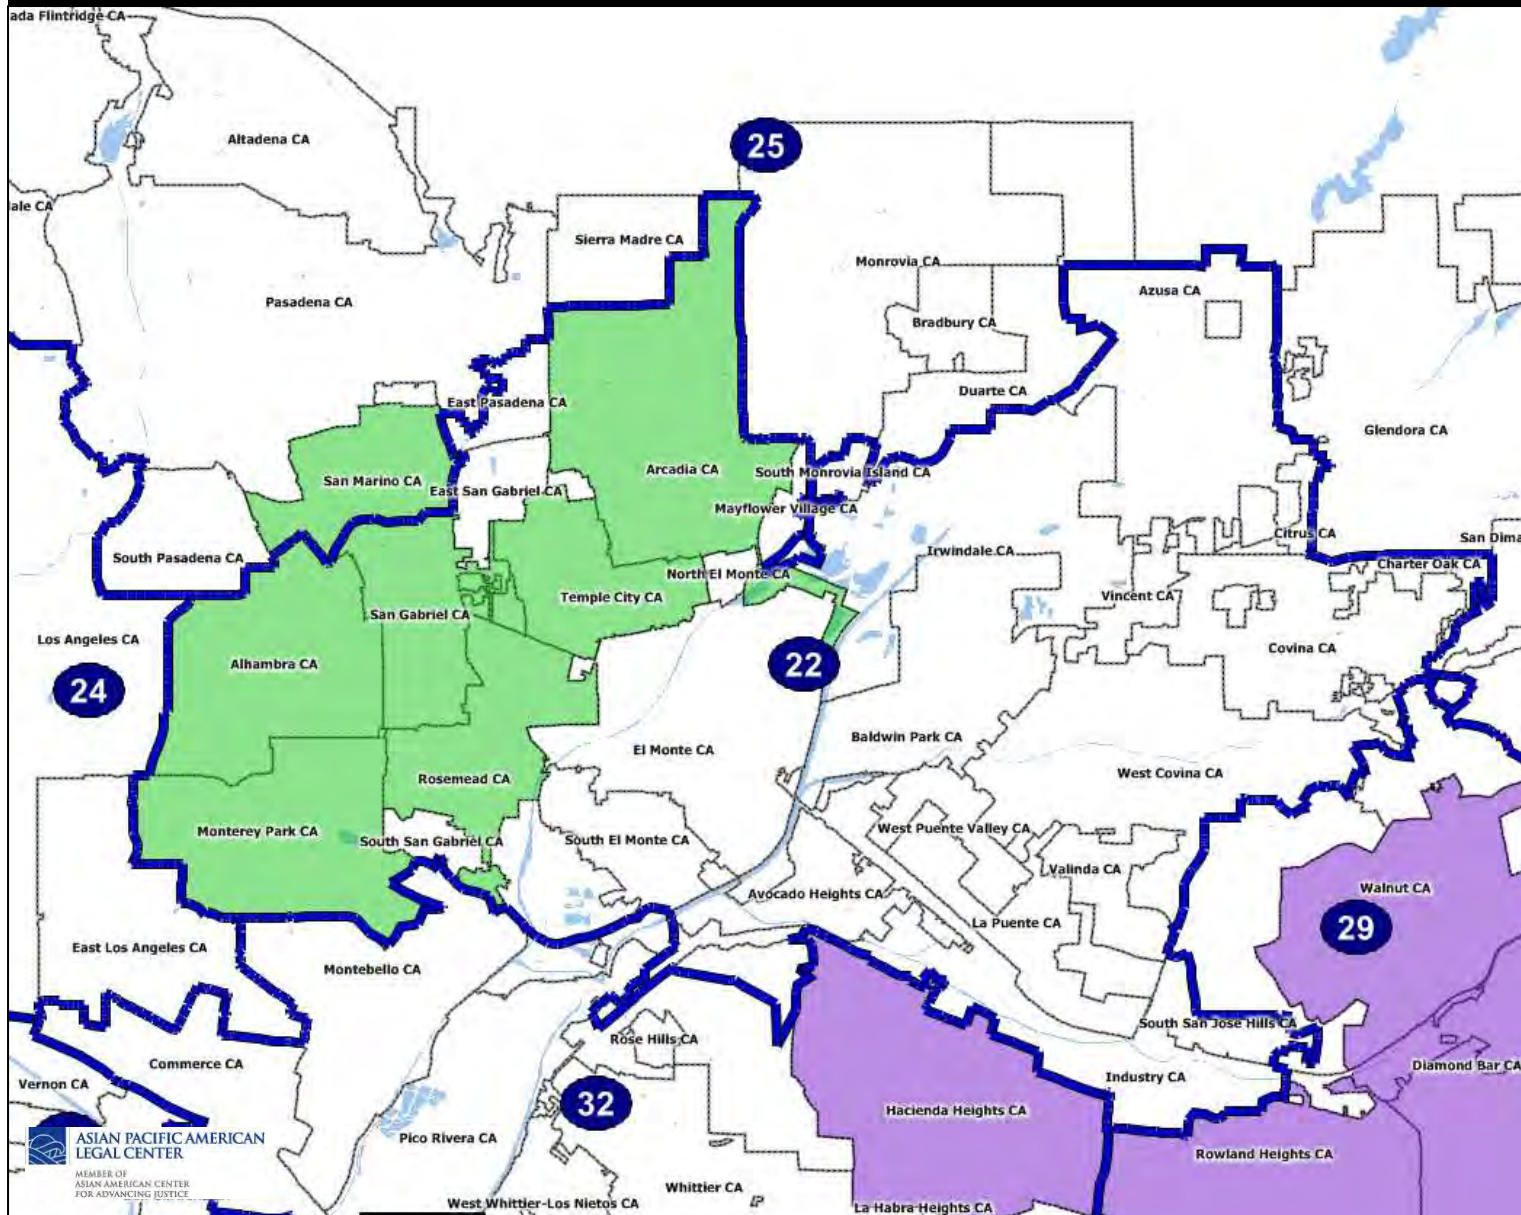 ada Flintridge CA
Altadena CA
25
ale CA
Sierra Madre CA
Monrovia CA
Azusa CA
Pasadena CA
Bradbury CA
East Pasadena CA
Duarte CA
Glendora CA
Arcadia CA
South Monrovia Island CA
San Marino CA
East San Gabriel CA
Mayflower Village CA
Citrus CA
San Dima
South Pasadena CA
Irwindale CA
Charter Oak CA
North El Monte CA
Temple City CA
Vincent CA
San Gabriel CA
Los Angeles CA
Covina CA
Alhambra CA
22
24
Baldwin Park CA
El Monte CA
West Covina CA
Rosemead CA
Monterey Park CA
South San Gabriel CA
South El Monte CA
West Puente Valley CA
Valinda CA
Walnut CA
Avocado Heights CA
La Puente CA
29
East Los Angeles CA
Montebello CA
South San Jose Hills CA
Rose Hills CA
Commerce CA
Diamond Bar CA
Vernon CA
Industry CA
32
Hacienda Heights CA
Pico Rivera CA
Rowland Heights CA
Whittier CA
West Whittier-Los Nietos CA
La Habra Heights CA
ASIAN PACIFIC AMERICAN
LEGAL CENTER
MEMBER OF
ASIAN AMERICAN CENTER
FOR ADVANCING JUSTICE